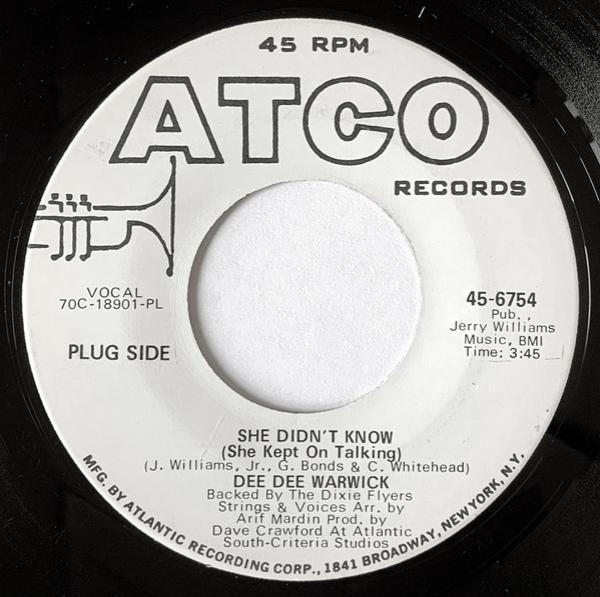 45 RPM
ATCO
RECORDS
VOCAL
70C-18901-PL
PLUG SIDE
45-6754
Pub.,
Jerry Williams
Music, BMI
Time: 3:45
SHE DIDN'T KNOW
(She Kept On Talking)
(J. Williams, Jr., G. Bonds & C. Whitehead)
DEE DEE WARWICK
Backed By The Dixie Flyers
Strings & Voices Arr. by
Arif Mardin Prod. by
Dave Crawford At Atlantic
South-Criteria Studios
MFG. BY ATLANTIC RECORDING CORP., 1841 BROADWAY, NEW YORK, N.Y.